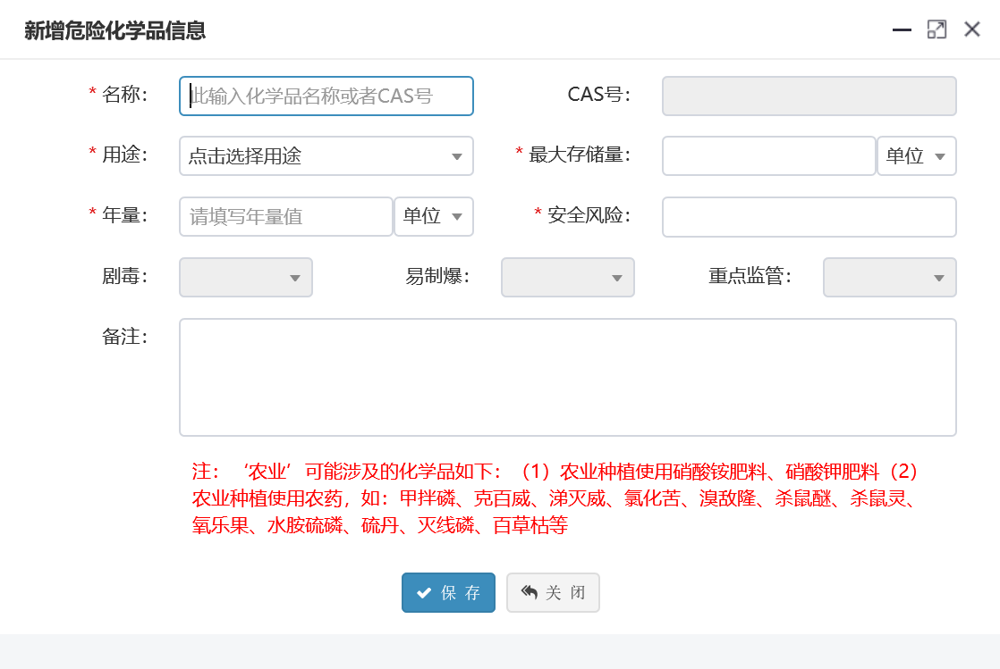 新增危险化学品信息
* 名称： 此输入化学品名称或者CAS号 CAS号：
* 用途： 点击选择用途 * 最大存储量： 单位
* 年量： 请填写年量值 单位 * 安全风险：
剧毒： 易制爆： 重点监管：
备注：
注：‘农业’可能涉及的化学品如下：（1）农业种植使用硝酸铵肥料、硝酸钾肥料（2）
农业种植使用农药，如：甲拌磷、克百威、涕灭威、氯化苦、溴敌隆、杀鼠醚、杀鼠灵、
氧乐果、水胺硫磷、硫丹、灭线磷、百草枯等
保 存 关 闭